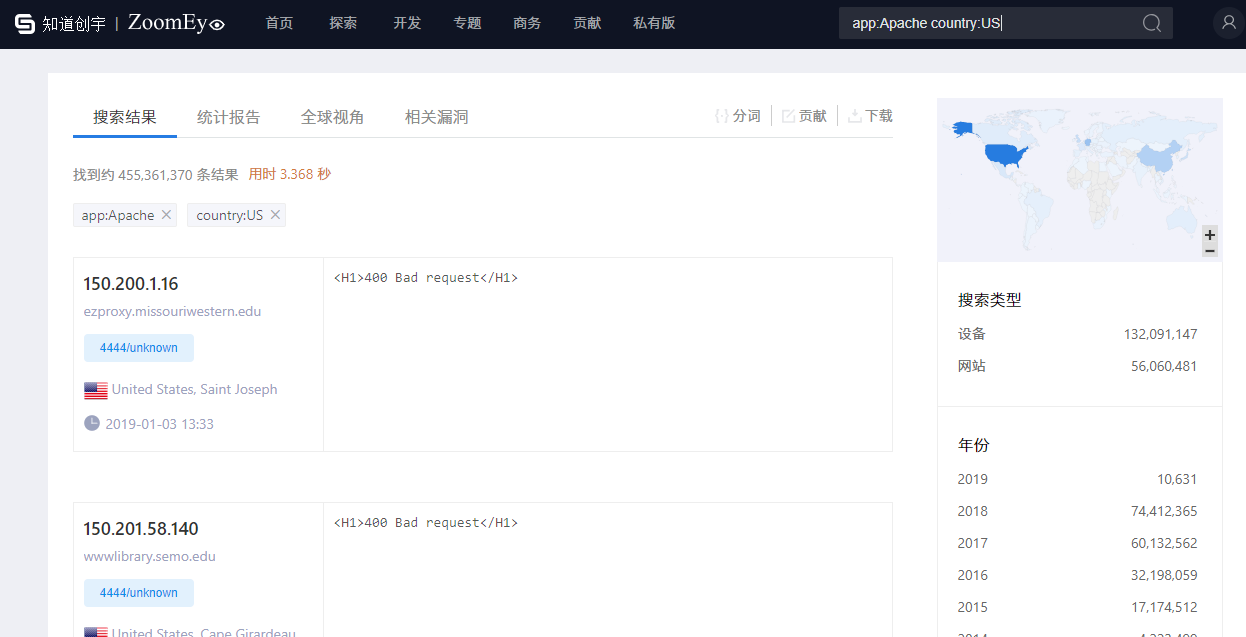 知道创宇 | ZoomEye 首页 探索 开发 专题 商务 贡献 私有版 app:Apache country:US
搜索结果 统计报告 全球视角 相关漏洞 分词 贡献 下载
找到约 455,361,370 条结果 用时 3.368 秒
app:Apache × country:US ×
150.200.1.16
ezproxy.missouriwestern.edu
4444/unknown
United States, Saint Joseph
2019-01-03 13:33
<H1>400 Bad request</H1>
150.201.58.140
wwwlibrary.semo.edu
4444/unknown
United States, Cape Girardeau
<H1>400 Bad request</H1>
+
−
搜索类型
设备 132,091,147
网站 56,060,481
年份
2019 10,631
2018 74,412,365
2017 60,132,562
2016 32,198,059
2015 17,174,512